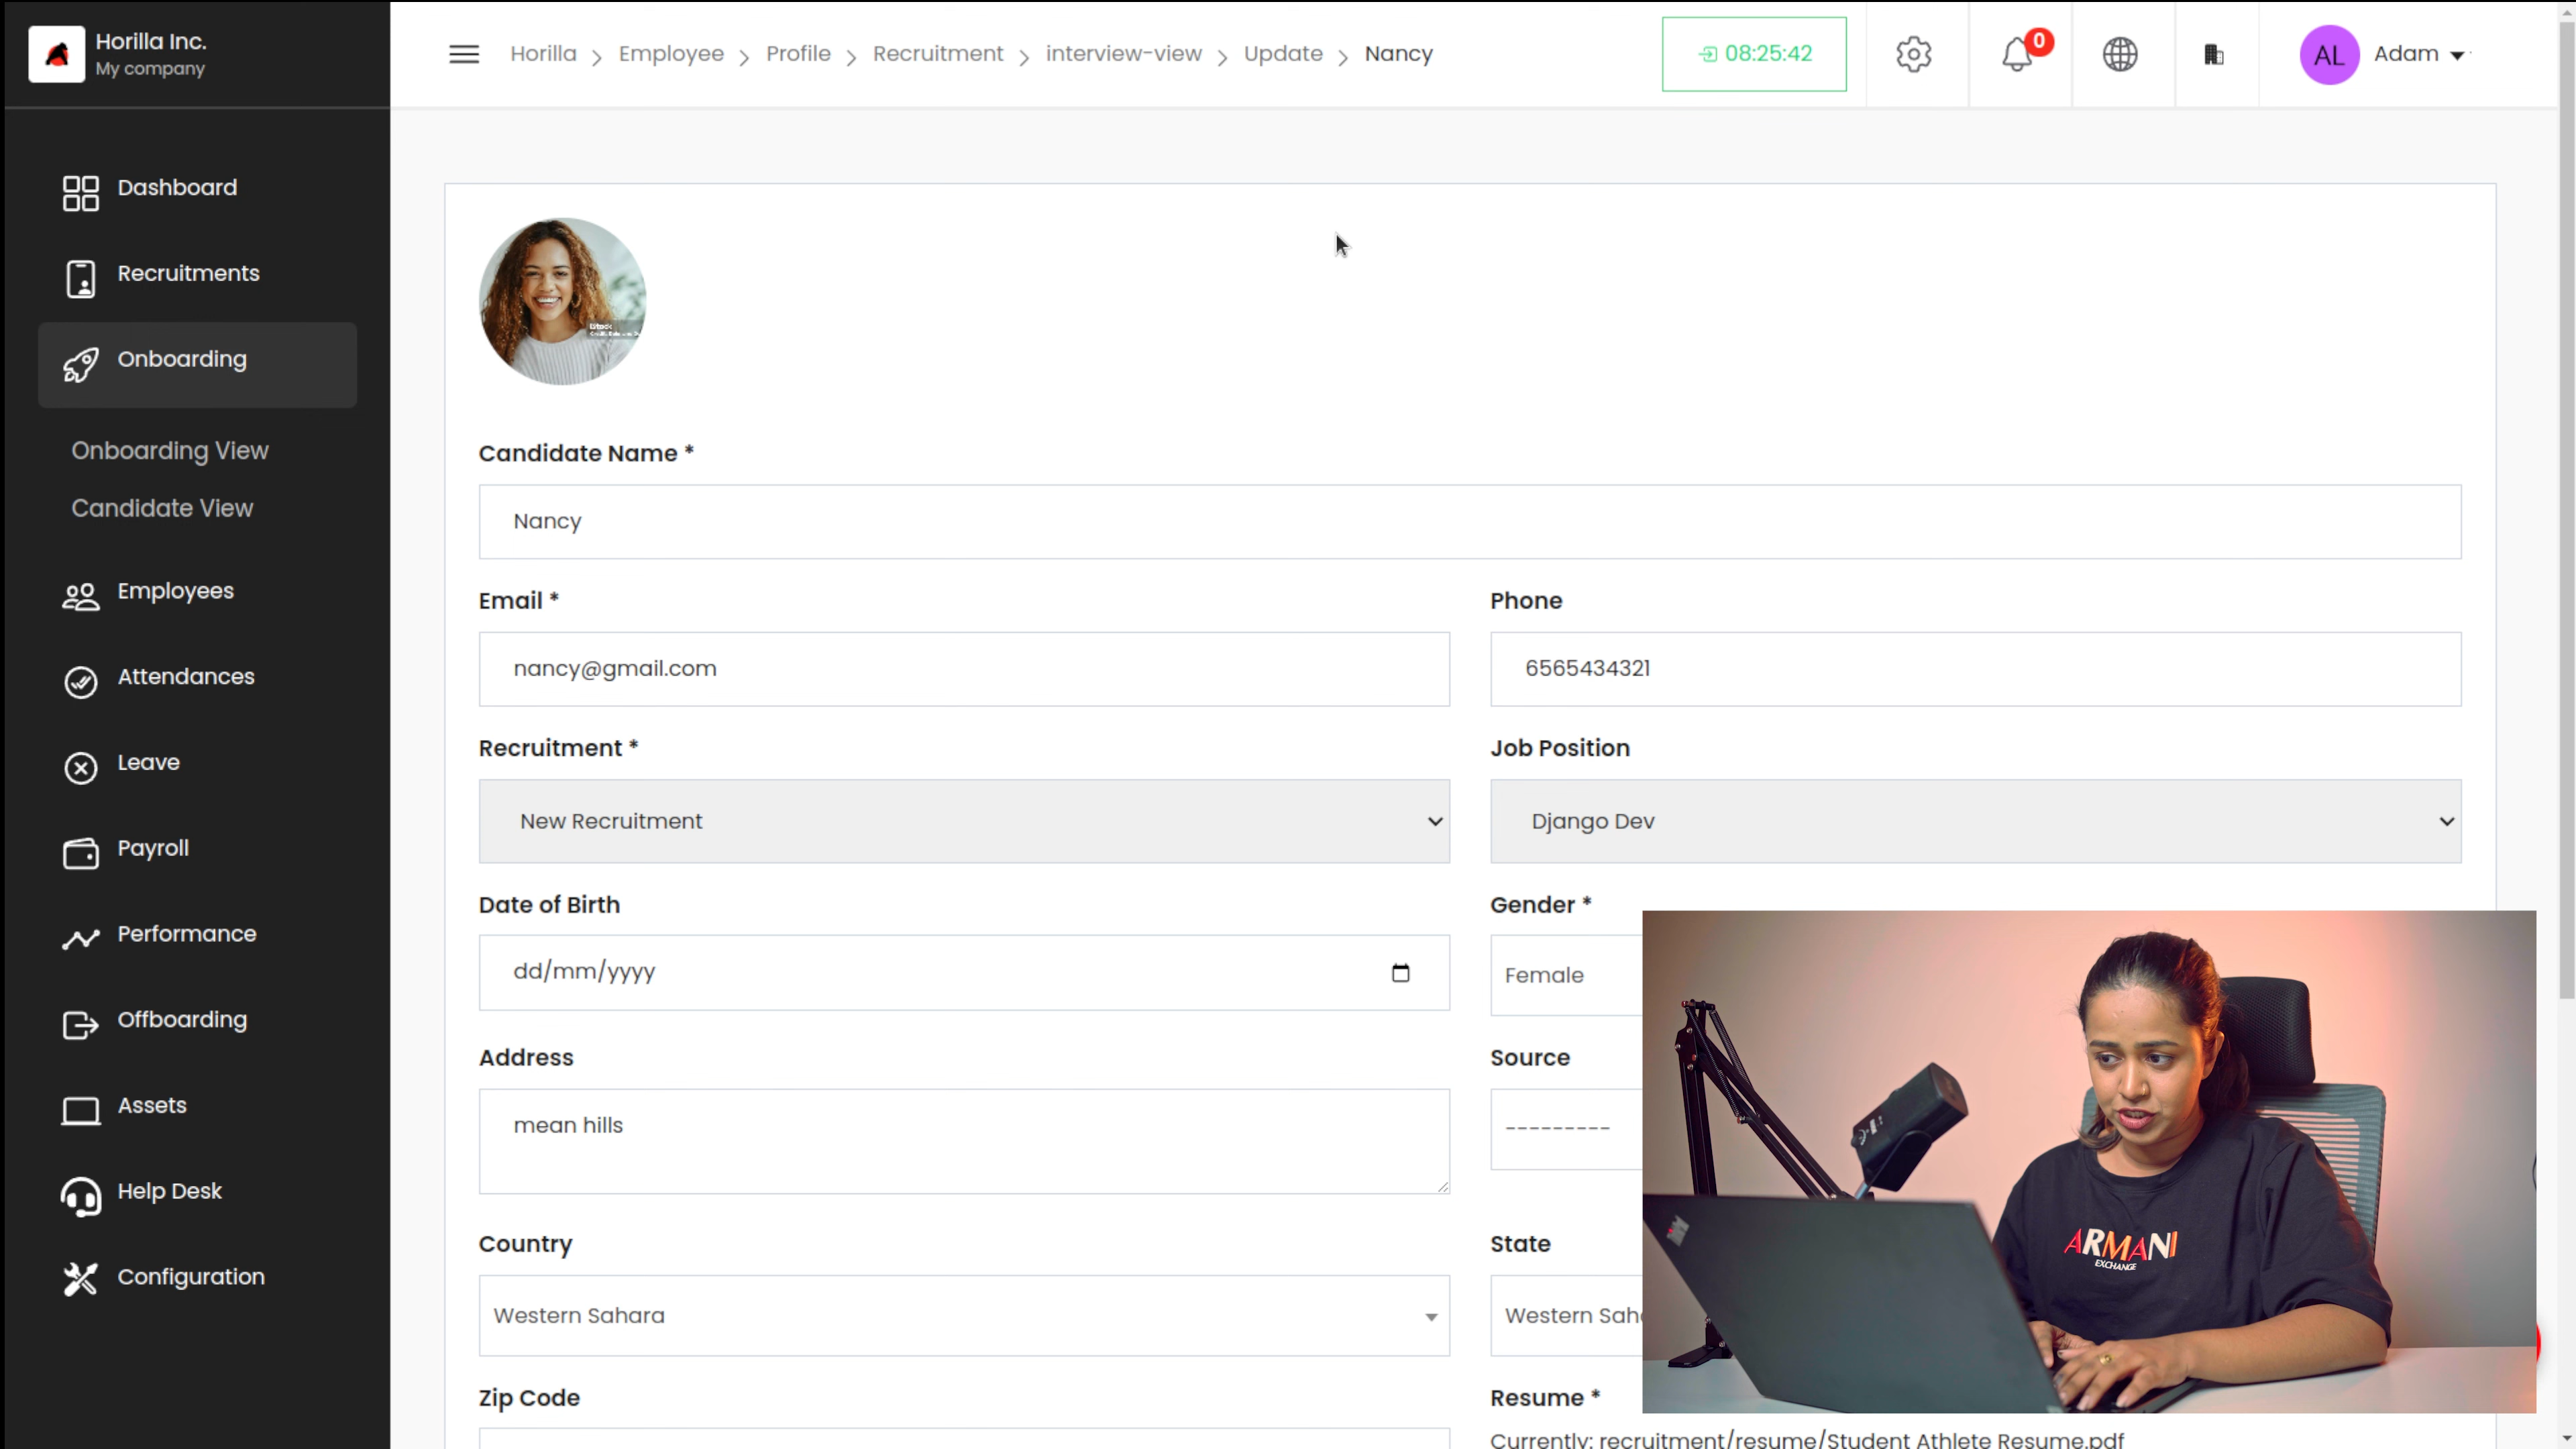 Horilla Inc.
My company
Horilla > Employee > Profile > Recruitment > interview-view > Update > Nancy
08:25:42
0
AL
Adam
Dashboard
Recruitments
Onboarding
Onboarding View
Candidate View
Employees
Attendances
Leave
Payroll
Performance
Offboarding
Assets
Help Desk
Configuration
iStock
Candidate Name *
Nancy
Email *
Phone
nancy@gmail.com
6565434321
Recruitment *
Job Position
New Recruitment
Django Dev
Date of Birth
Gender *
dd/mm/yyyy
Female
Address
Source
mean hills
---------
Country
State
Western Sahara
Western Sah
Zip Code
Resume *
Currently: recruitment/resume/Student Athlete Resume.pdf
ARMANI
EXCHANGE